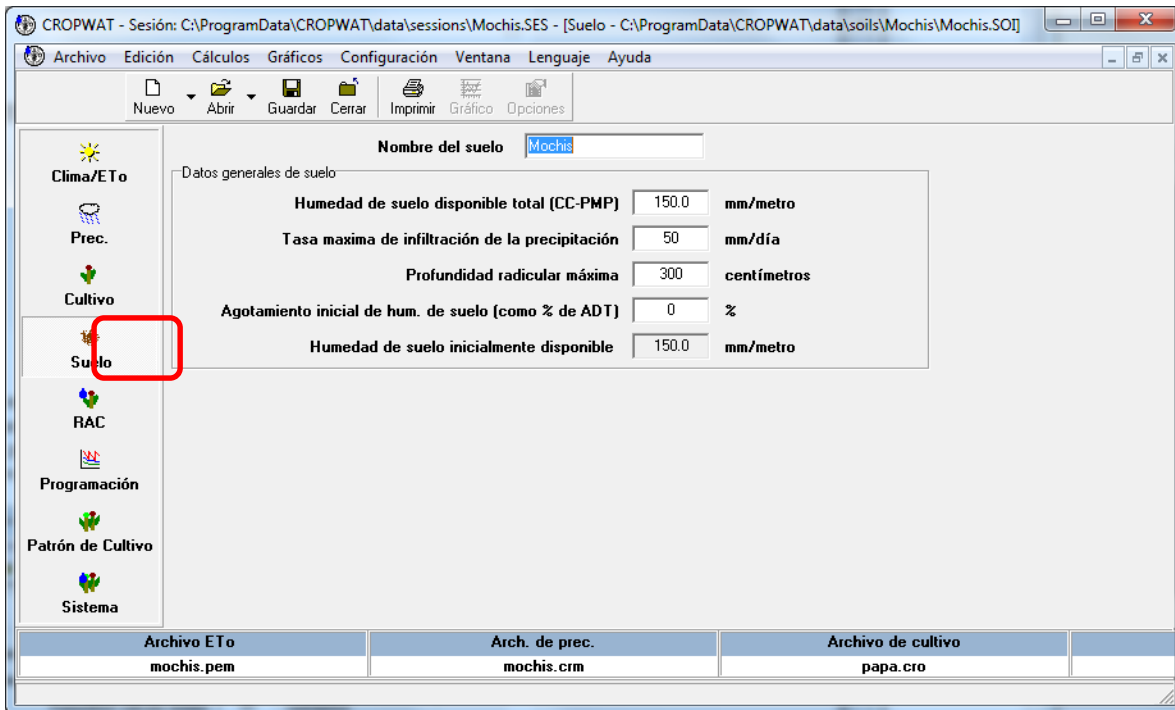 CROPWAT - Sesión: C:\ProgramData\CROPWAT\data\sessions\Mochis.SES - [Suelo - C:\ProgramData\CROPWAT\data\soils\Mochis\Mochis.SOI]
Archivo Edición Cálculos Gráficos Configuración Ventana Lenguaje Ayuda
Nuevo Abrir Guardar Cerrar Imprimir Gráfico Opciones
Clima/ETo
Prec.
Cultivo
Suelo
RAC
Programación
Patrón de Cultivo
Sistema
Nombre del suelo Mochis
Datos generales de suelo
Humedad de suelo disponible total (CC-PMP) 150.0 mm/metro
Tasa maxima de infiltración de la precipitación 50 mm/día
Profundidad radicular máxima 300 centímetros
Agotamiento inicial de hum. de suelo (como % de ADT) 0 %
Humedad de suelo inicialmente disponible 150.0 mm/metro
Archivo ETo Arch. de prec. Archivo de cultivo
mochis.pem mochis.crm papa.cro